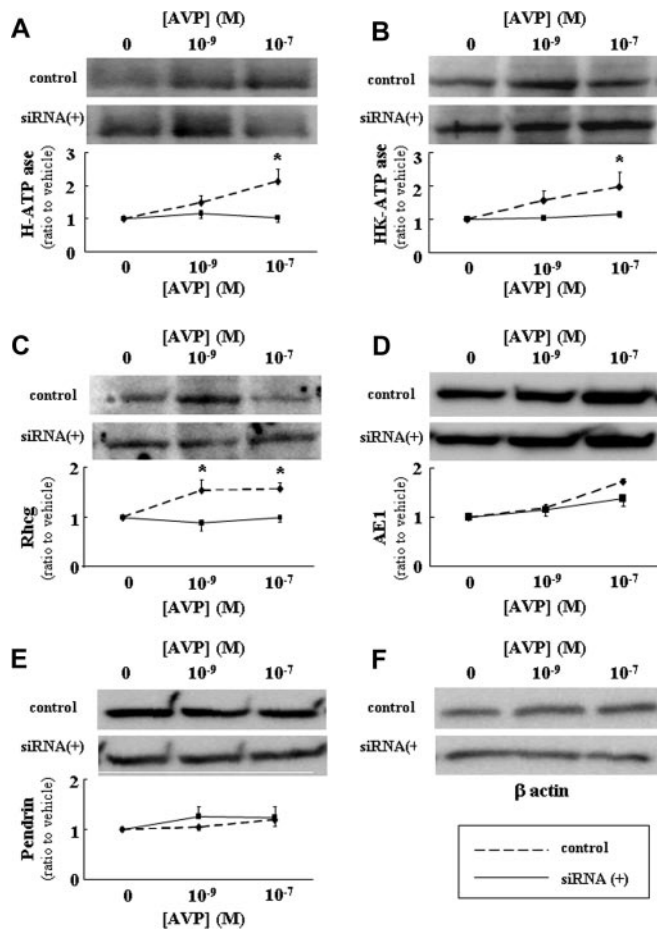 A
[AVP] (M)
0 10-9 10-7
control
siRNA(+)
H-ATP ase
(ratio to vehicle)
3
2
1
0
*
0 10-9 10-7
[AVP] (M)
B
[AVP] (M)
0 10-9 10-7
control
siRNA(+)
HK-ATP ase
(ratio to vehicle)
3
2
1
0
*
0 10-9 10-7
[AVP] (M)
C
[AVP] (M)
0 10-9 10-7
control
siRNA(+)
Rhcg
(ratio to vehicle)
2
1
0
* *
0 10-9 10-7
[AVP] (M)
D
[AVP] (M)
0 10-9 10-7
control
siRNA(+)
AE1
(ratio to vehicle)
2
1
0
0 10-9 10-7
[AVP] (M)
E
[AVP] (M)
0 10-9 10-7
control
siRNA(+)
Pendrin
(ratio to vehicle)
2
1
0
0 10-9 10-7
[AVP] (M)
F
[AVP] (M)
0 10-9 10-7
control
siRNA(+
β actin
control
siRNA (+)